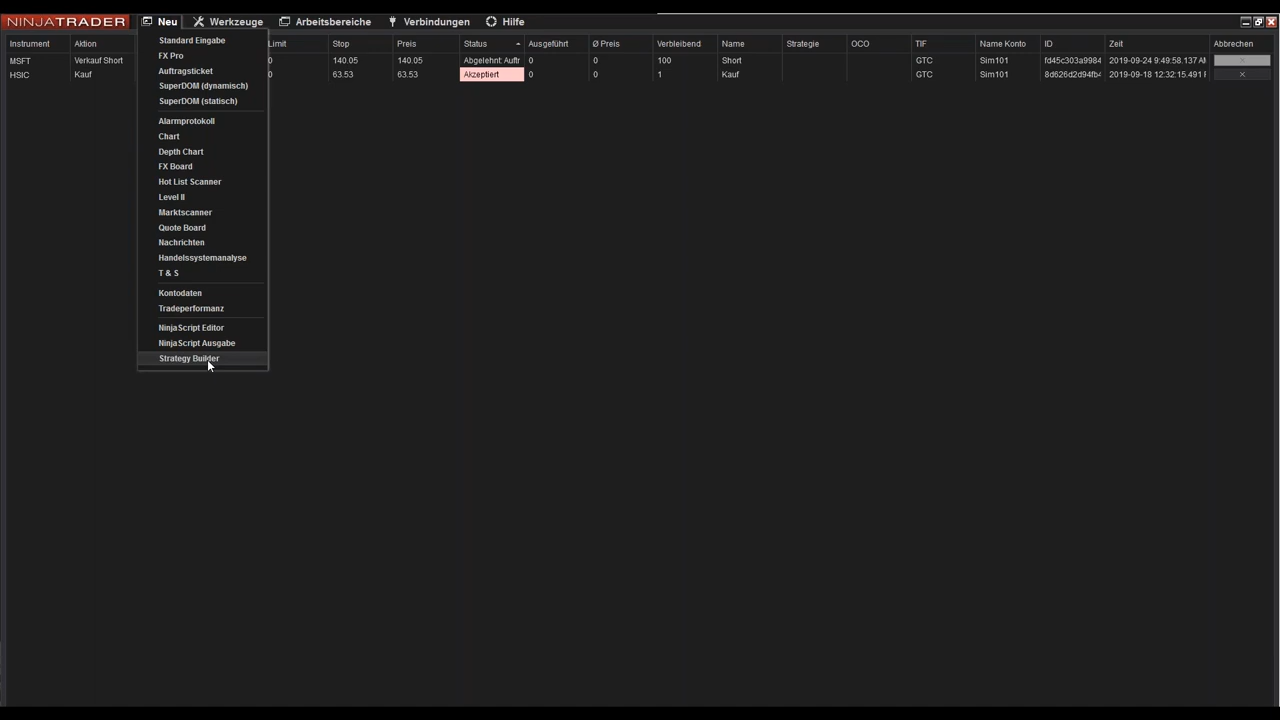 NINJATRADER Neu Werkzeuge Arbeitsbereiche Verbindungen Hilfe
Instrument Aktion Limit Stop Preis Status Ausgeführt Ø Preis Verbleibend Name Strategie OCO TIF Name Konto ID Zeit Abbrechen
MSFT Verkauf Short 0 140.05 140.05 Abgelehnt: Auftr 0 0 100 Short GTC Sim101 fd45c303a9984 2019-09-24 9:49:58.137 AM
HSIC Kauf 0 63.53 63.53 Akzeptiert 0 0 1 Kauf GTC Sim101 8d626d2d94fb4 2019-09-18 12:32:15.491 P
Standard Eingabe
FX Pro
Auftragsticket
SuperDOM (dynamisch)
SuperDOM (statisch)
Alarmprotokoll
Chart
Depth Chart
FX Board
Hot List Scanner
Level II
Marktscanner
Quote Board
Nachrichten
Handelssystemanalyse
T & S
Kontodaten
Tradeperformanz
NinjaScript Editor
NinjaScript Ausgabe
Strategy Builder